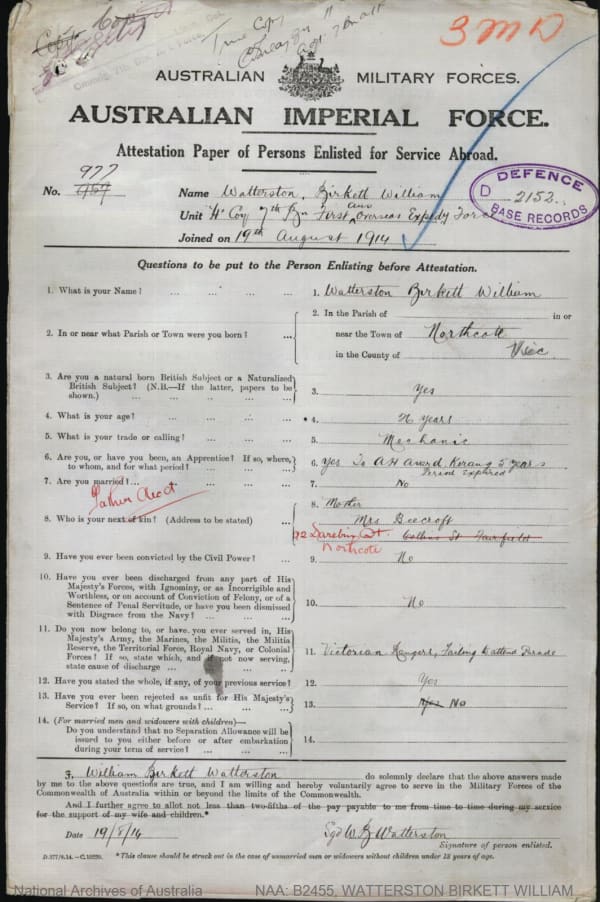 True Copy
3 MD
AUSTRALIAN MILITARY FORCES.
AUSTRALIAN IMPERIAL FORCE.
Attestation Paper of Persons Enlisted for Service Abroad.
977
No. Name Watterston, Birkett William
Unit "H" Coy 7th Bn First Aus Overseas Expedy Force
Joined on 19th August 1914
DEFENCE
D 2152
BASE RECORDS
Questions to be put to the Person Enlisting before Attestation.
1. What is your Name? ... ... ... ... 1. Watterston Birkett William
2. In or near what Parish or Town were you born? ... 2. In the Parish of in or
near the Town of Northcote
in the County of Vic
3. Are you a natural born British Subject or a Naturalized
British Subject? (N.B.—If the latter, papers to be
shown.) ... ... ... ... 3. Yes
4. What is your age? ... ... ... ... 4. 26 years
5. What is your trade or calling? ... ... ... 5. Mechanic
6. Are you, or have you been, an Apprentice? If so, where,
to whom, and for what period? ... ... ... 6. Yes To A H Award. Kerang 5 years
Period Expired
7. Are you married? ... ... ... ... 7. No
Father Decd
8. Who is your next of kin? (Address to be stated) ... 8. Mother
Mrs Beecroft
92 Darebin Rd. Collins St Fairfield
Northcote
9. Have you ever been convicted by the Civil Power? ... 9. No
10. Have you ever been discharged from any part of His
Majesty's Forces, with Ignominy, or as Incorrigible and
Worthless, or on account of Conviction of Felony, or of a
Sentence of Penal Servitude, or have you been dismissed
with Disgrace from the Navy? ... ... ... 10. No
11. Do you now belong to, or have you ever served in, His
Majesty's Army, the Marines, the Militia, the Militia
Reserve, the Territorial Force, Royal Navy, or Colonial
Forces? If so, state which, and if not now serving,
state cause of discharge ... ... ... 11. Victorian Rangers, Failing to attend Parade
12. Have you stated the whole, if any, of your previous service? 12. Yes
13. Have you ever been rejected as unfit for His Majesty's
Service? If so, on what grounds? ... ... 13. Yes No
14. (For married men and widowers with children)—
Do you understand that no Separation Allowance will be
issued to you either before or after embarkation
during your term of service? ... ... ... 14.
I, William Birkett Watterston do solemnly declare that the above answers made
by me to the above questions are true, and I am willing and hereby voluntarily agree to serve in the Military Forces of the
Commonwealth of Australia within or beyond the limits of the Commonwealth.
And I further agree to allot not less than two-fifths of the pay payable to me from time to time during my service
for the support of my wife and children.*
Date 19/8/14 Sgd W B Watterston
Signature of person enlisted.
D.377/9.14.—C.10239. * This clause should be struck out in the case of unmarried men or widowers without children under 18 years of age.
National Archives of Australia NAA: B2455, WATTERSTON BIRKETT WILLIAM